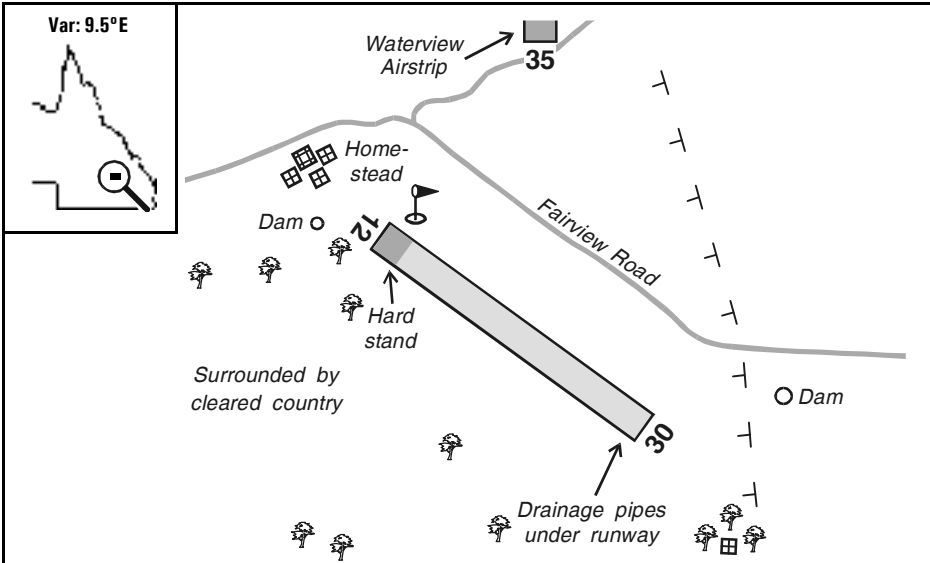 Var: 9.5°E
Waterview
Airstrip
35
Home-
stead
Dam
12
Fairview Road
Hard
stand
Surrounded by
cleared country
Dam
30
Drainage pipes
under runway